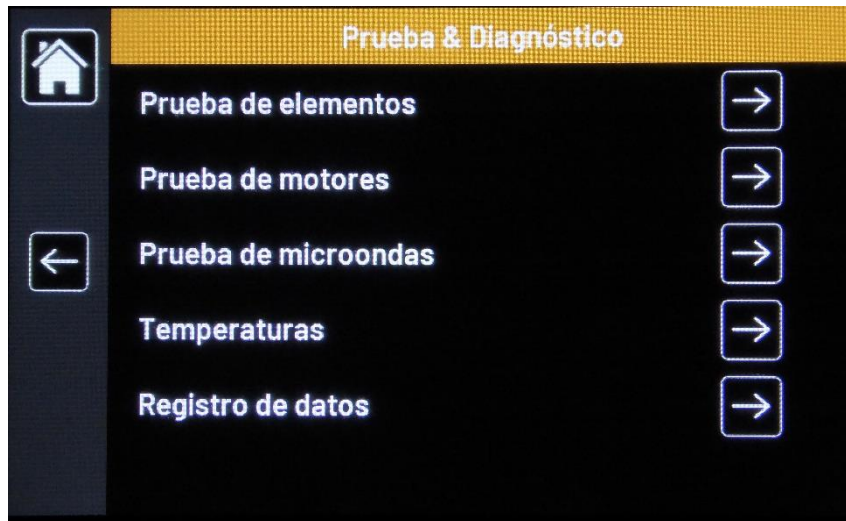 Prueba & Diagnóstico
Prueba de elementos
Prueba de motores
Prueba de microondas
Temperaturas
Registro de datos